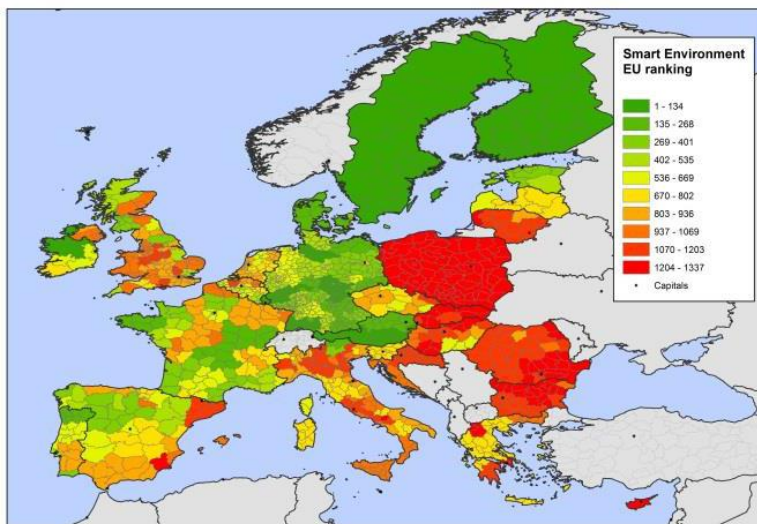 Smart Environment
EU ranking
1 - 134
135 - 268
269 - 401
402 - 535
536 - 669
670 - 802
803 - 936
937 - 1069
1070 - 1203
1204 - 1337
Capitals